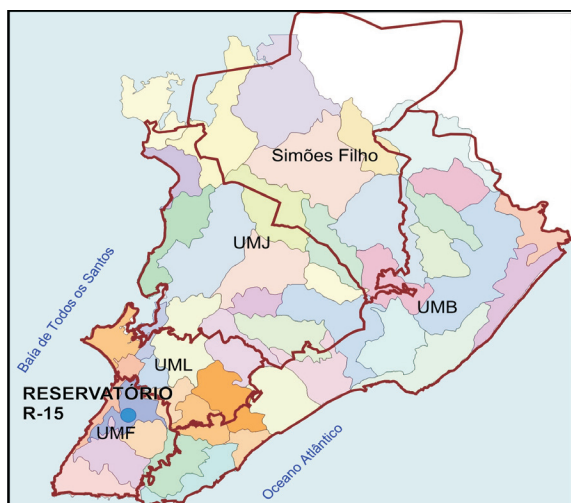 Simões Filho
UMJ
Baía de Todos os Santos
UMB
UML
RESERVATÓRIO
R-15
UMF
Oceano Atlântico